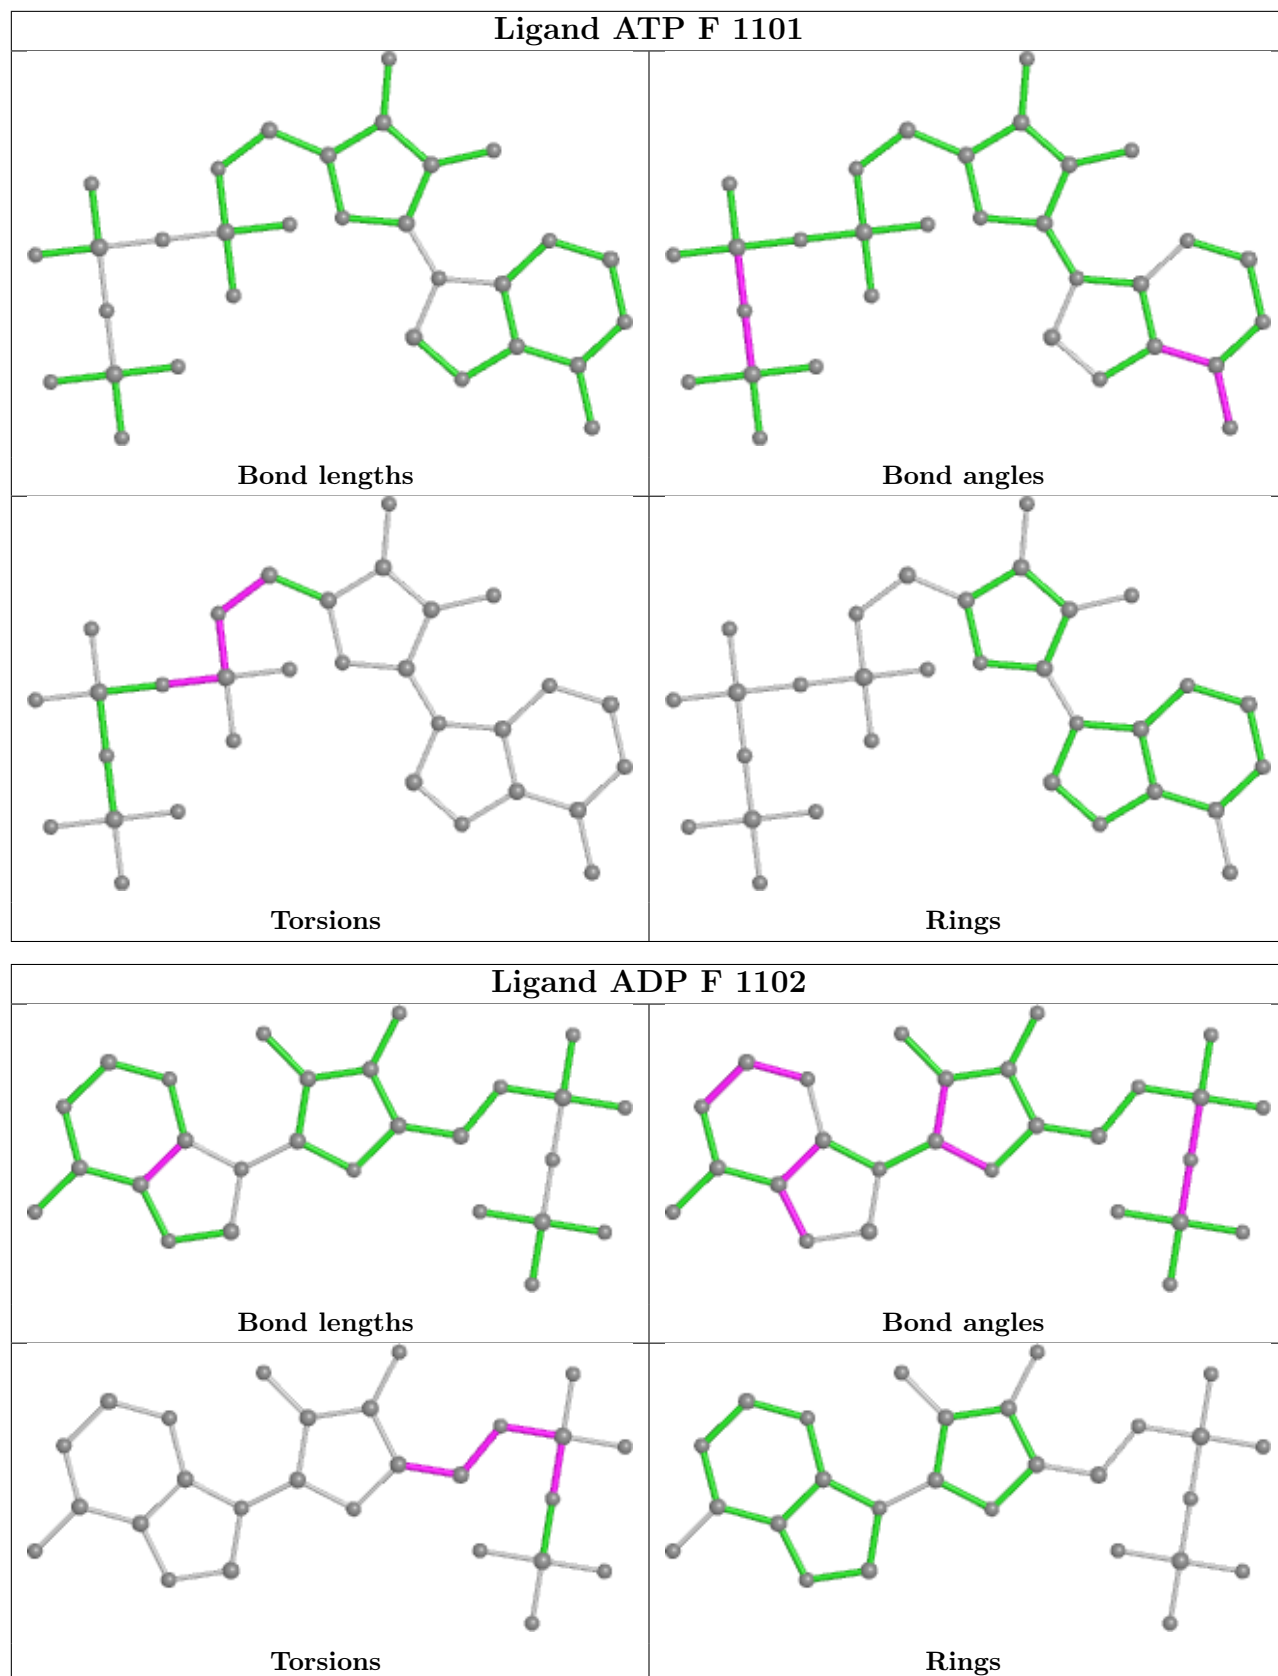 Ligand ATP F 1101
Bond lengths
Bond angles
Torsions
Rings
Ligand ADP F 1102
Bond lengths
Bond angles
Torsions
Rings